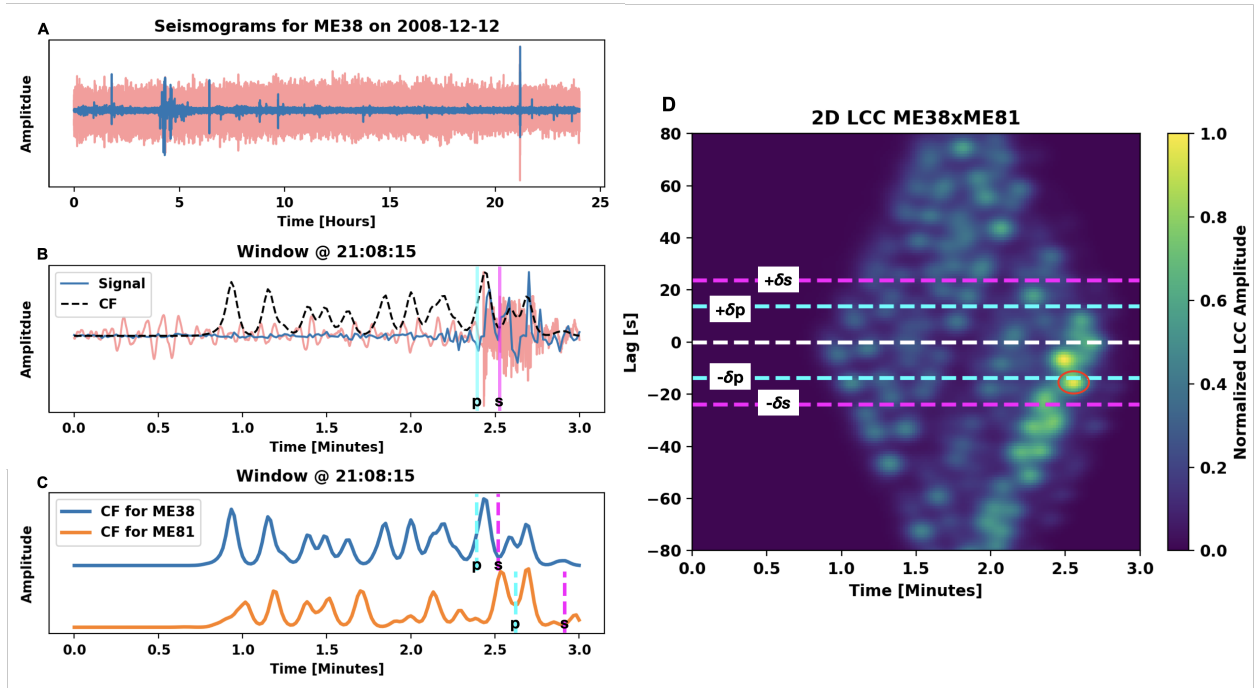 A
Seismograms for ME38 on 2008-12-12
Amplitdue
0 5 10 15 20 25
Time [Hours]
B
Window @ 21:08:15
Signal
CF
Amplitdue
p s
0.0 0.5 1.0 1.5 2.0 2.5 3.0
Time [Minutes]
C
Window @ 21:08:15
CF for ME38
CF for ME81
Amplitude
p s
p s
0.0 0.5 1.0 1.5 2.0 2.5 3.0
Time [Minutes]
D
2D LCC ME38xME81
80
60
40
20
0
−20
−40
−60
−80
Lag [s]
+δs
+δp
-δp
-δs
0.0 0.5 1.0 1.5 2.0 2.5 3.0
Time [Minutes]
1.0
0.8
0.6
0.4
0.2
0.0
Normalized LCC Amplitude